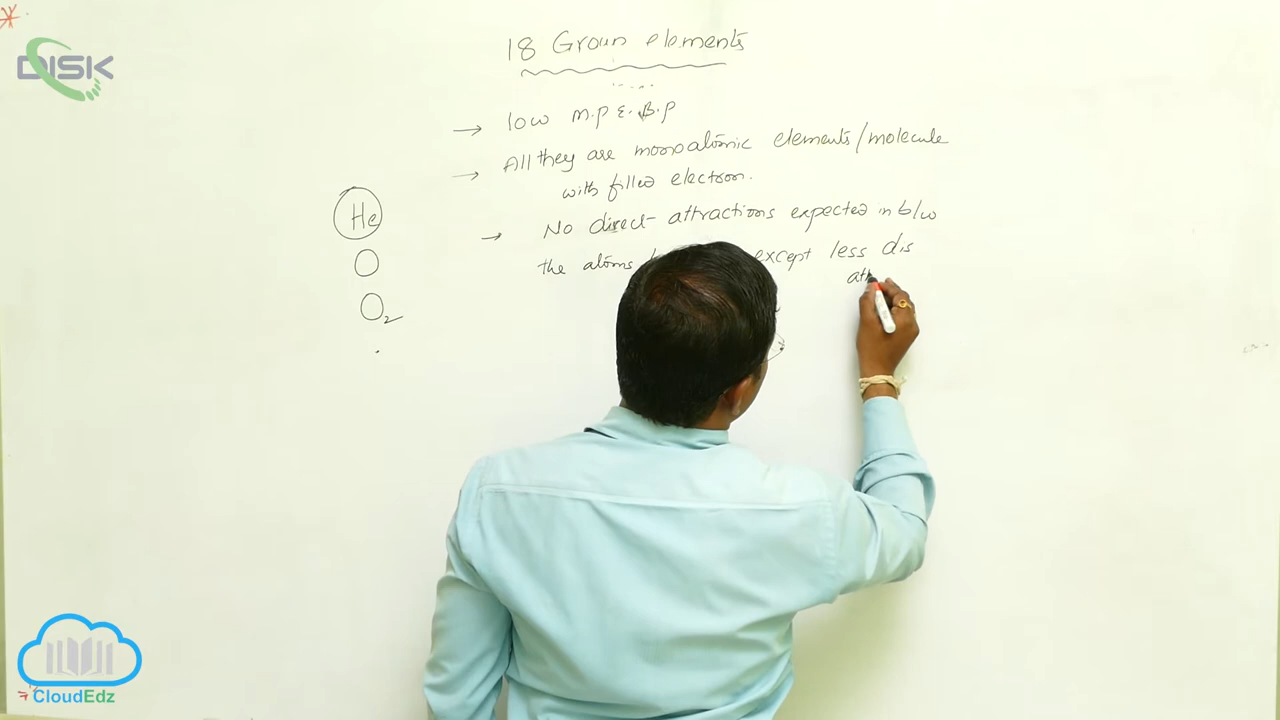 DISK
18 Group elements
low M.P & B.P
All they are monoatomic elements/molecule
with filled electron.
He
No direct attractions expected in b/w
the atoms
except less dis
O
att
O2
CloudEdz